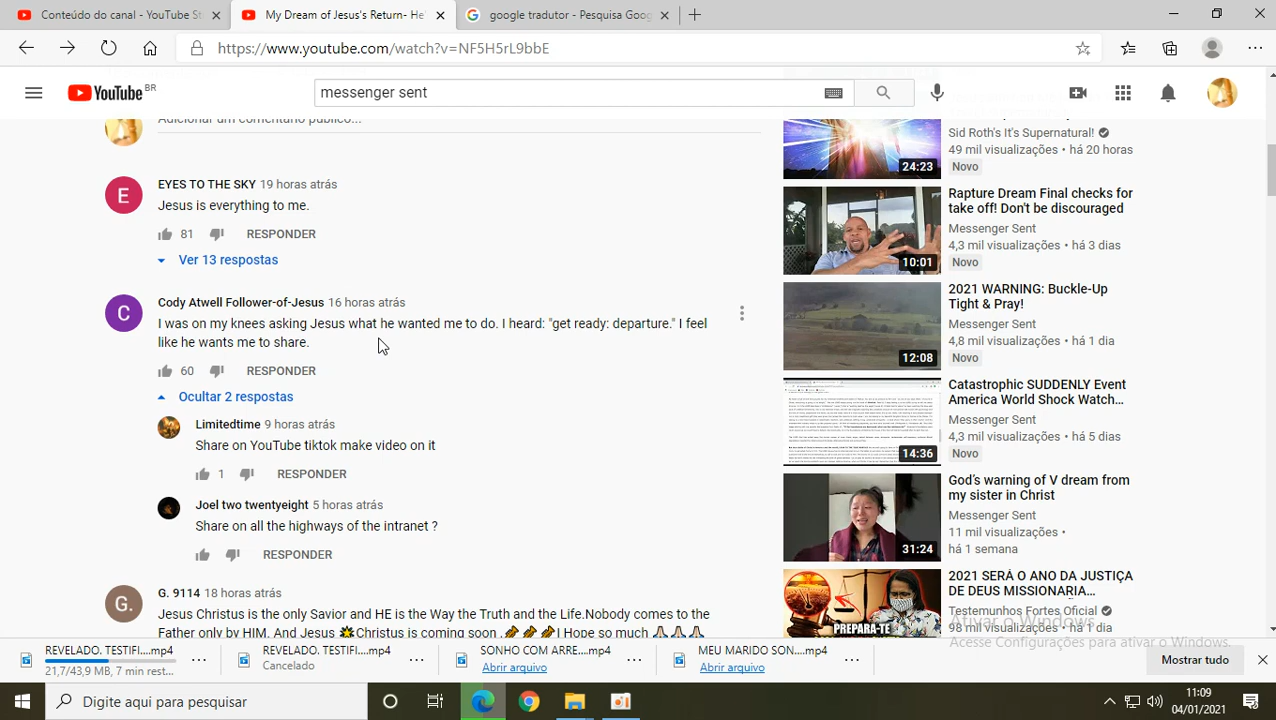 Conteúdo do canal - YouTube St
My Dream of Jesus's Return- He
google tradutor - Pesquisa Goog
https://www.youtube.com/watch?v=NF5H5rL9bbE
YouTube BR
messenger sent
Adicionar um comentário público...
EYES TO THE SKY 19 horas atrás
Jesus is everything to me.
81 RESPONDER
Ver 13 respostas
Cody Atwell Follower-of-Jesus 16 horas atrás
I was on my knees asking Jesus what he wanted me to do. I heard: "get ready: departure." I feel
like he wants me to share.
60 RESPONDER
Ocultar 2 respostas
9 horas atrás
Share on YouTube tiktok make video on it
1 RESPONDER
Joel two twentyeight 5 horas atrás
Share on all the highways of the intranet ?
RESPONDER
G. 9114 18 horas atrás
Jesus Christus is the only Savior and HE is the Way the Truth and the Life.Nobody comes to the
Father only by HIM. And Jesus 💥Christus is coming soon 🎺🎺🎺! Hope so much 🙏🙏🙏
E
C
G.
24:23
Sid Roth's It's Supernatural!
49 mil visualizações • há 20 horas
Novo
10:01
Rapture Dream Final checks for
take off! Don't be discouraged
Messenger Sent
4,3 mil visualizações • há 3 dias
Novo
12:08
2021 WARNING: Buckle-Up
Tight & Pray!
Messenger Sent
4,8 mil visualizações • há 1 dia
Novo
14:36
Catastrophic SUDDENLY Event
America World Shock Watch...
Messenger Sent
4,3 mil visualizações • há 5 dias
Novo
31:24
God's warning of V dream from
my sister in Christ
Messenger Sent
11 mil visualizações •
há 1 semana
PREPARA-TE
2021 SERÁ O ANO DA JUSTIÇA
DE DEUS MISSIONARIA...
Testemunhos Fortes Oficial
98 mil visualizações • há 1 dia
Ativar o Windows
Acesse Configurações para ativar o Windows.
REVELADO. TESTIFI....mp4
21,7/43,9 MB, 7 min rest...
REVELADO. TESTIFI....mp4
Cancelado
SONHO COM ARRE....mp4
Abrir arquivo
MEU MARIDO SON....mp4
Abrir arquivo
Mostrar tudo
Digite aqui para pesquisar
11:09
04/01/2021